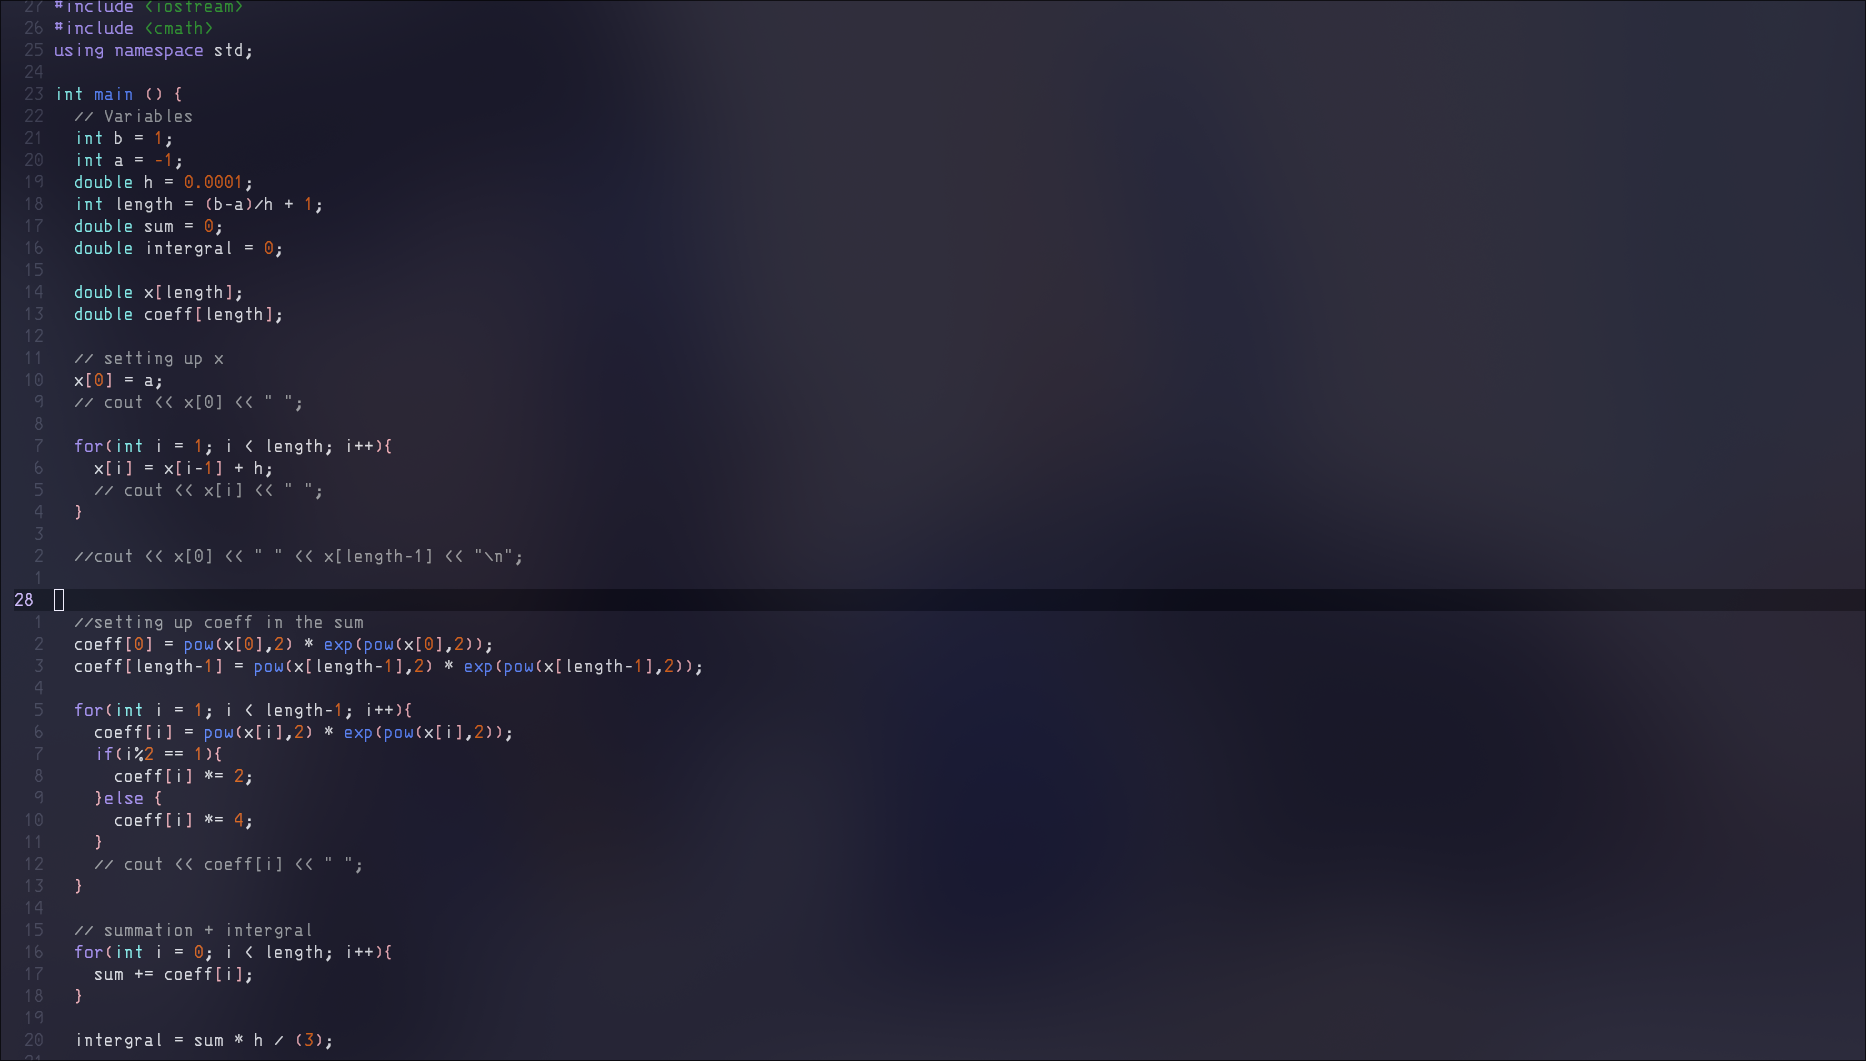 27 #include <iostream>
26 #include <cmath>
25 using namespace std;
24
23 int main () {
22   // Variables
21   int b = 1;
20   int a = -1;
19   double h = 0.0001;
18   int length = (b-a)/h + 1;
17   double sum = 0;
16   double intergral = 0;
15
14   double x[length];
13   double coeff[length];
12
11   // setting up x
10   x[0] = a;
9   // cout << x[0] << " ";
8
7   for(int i = 1; i < length; i++){
6     x[i] = x[i-1] + h;
5     // cout << x[i] << " ";
4   }
3
2   //cout << x[0] << " " << x[length-1] << "\n";
1
28
1   //setting up coeff in the sum
2   coeff[0] = pow(x[0],2) * exp(pow(x[0],2));
3   coeff[length-1] = pow(x[length-1],2) * exp(pow(x[length-1],2));
4
5   for(int i = 1; i < length-1; i++){
6     coeff[i] = pow(x[i],2) * exp(pow(x[i],2));
7     if(i%2 == 1){
8       coeff[i] *= 2;
9     }else {
10       coeff[i] *= 4;
11     }
12     // cout << coeff[i] << " ";
13   }
14
15   // summation + intergral
16   for(int i = 0; i < length; i++){
17     sum += coeff[i];
18   }
19
20   intergral = sum * h / (3);
21